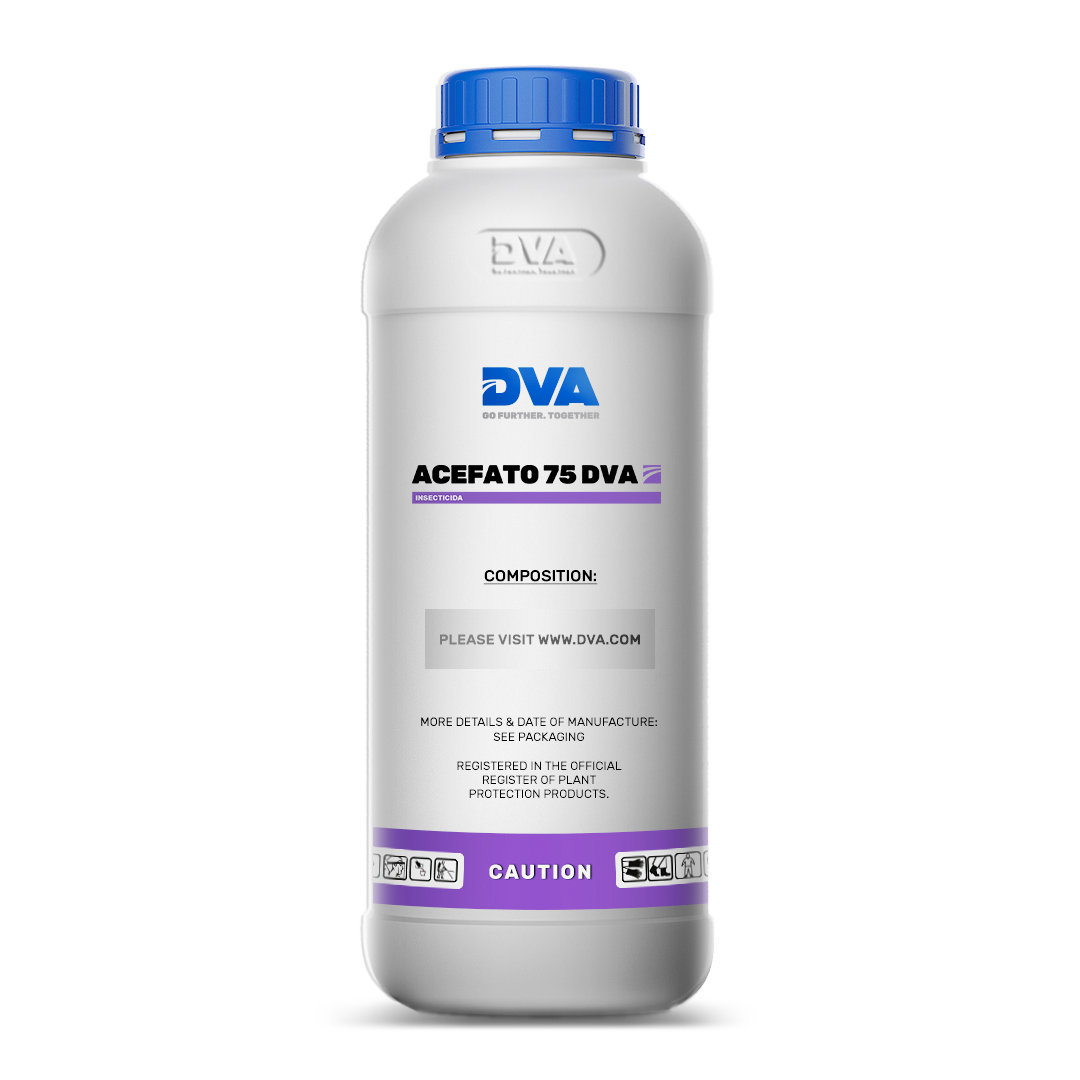 DVA
DVA
GO FURTHER. TOGETHER
ACEFATO 75 DVA
INSECTICIDA
COMPOSITION:
PLEASE VISIT WWW.DVA.COM
MORE DETAILS & DATE OF MANUFACTURE:
SEE PACKAGING
REGISTERED IN THE OFFICIAL
REGISTER OF PLANT
PROTECTION PRODUCTS.
CAUTION